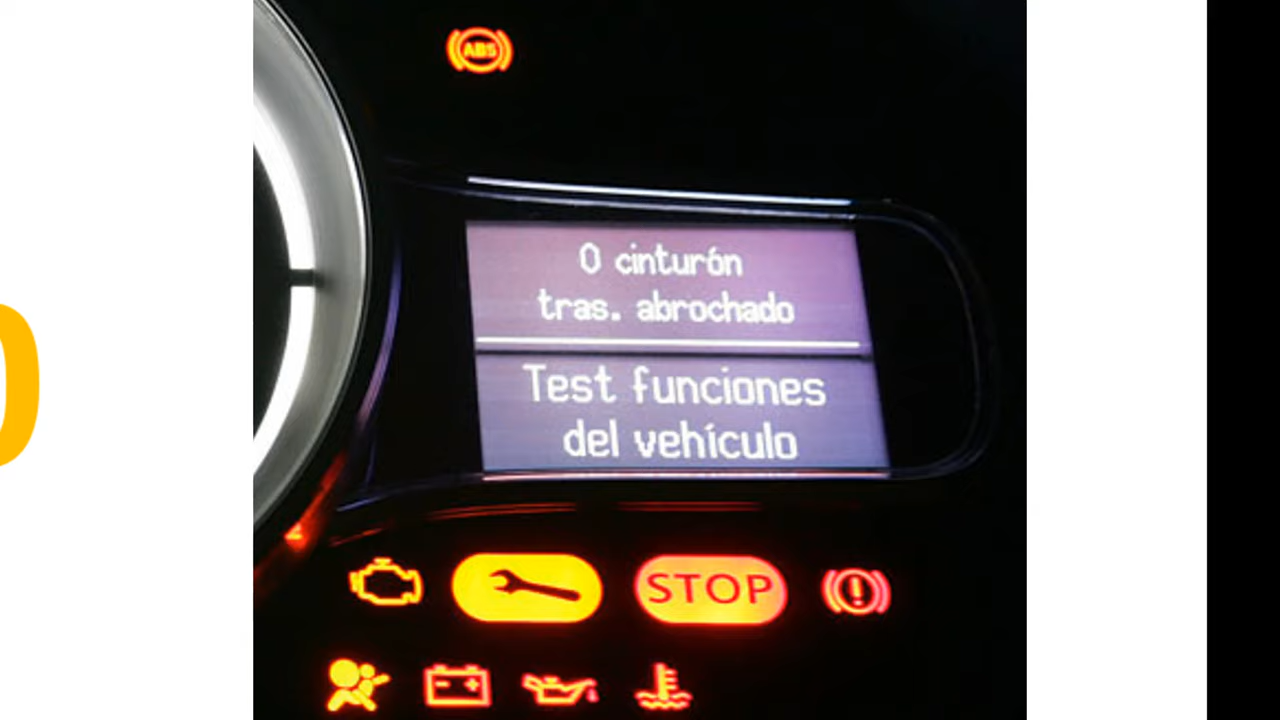 ABS
0 cinturón
tras. abrochado
Test funciones
del vehículo
STOP